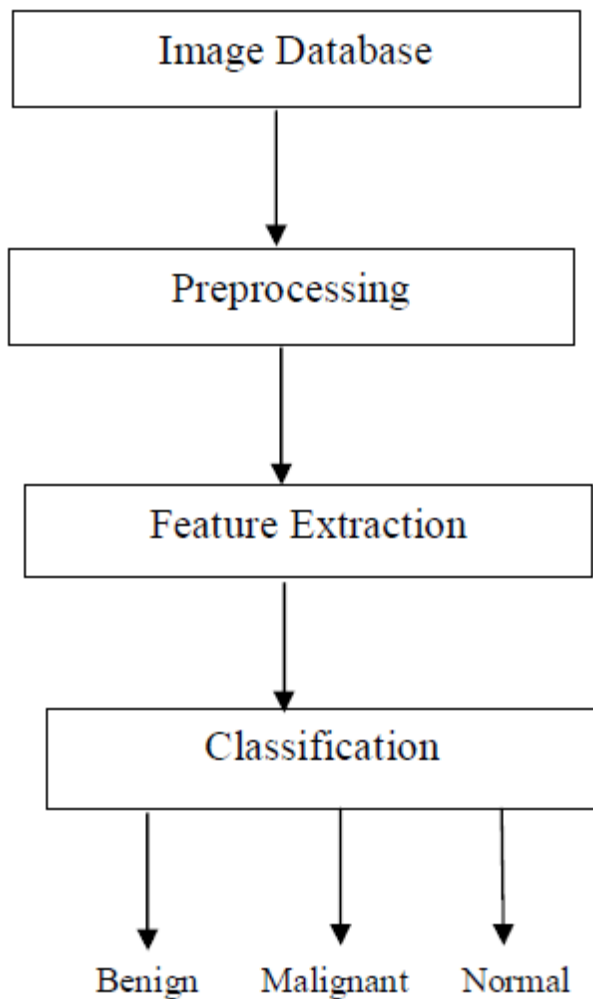 Image Database
Preprocessing
Feature Extraction
Classification
Benign Malignant Normal